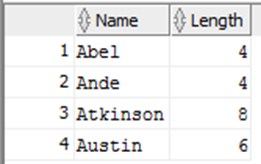 Name Length
1 Abel 4
2 Ande 4
3 Atkinson 8
4 Austin 6